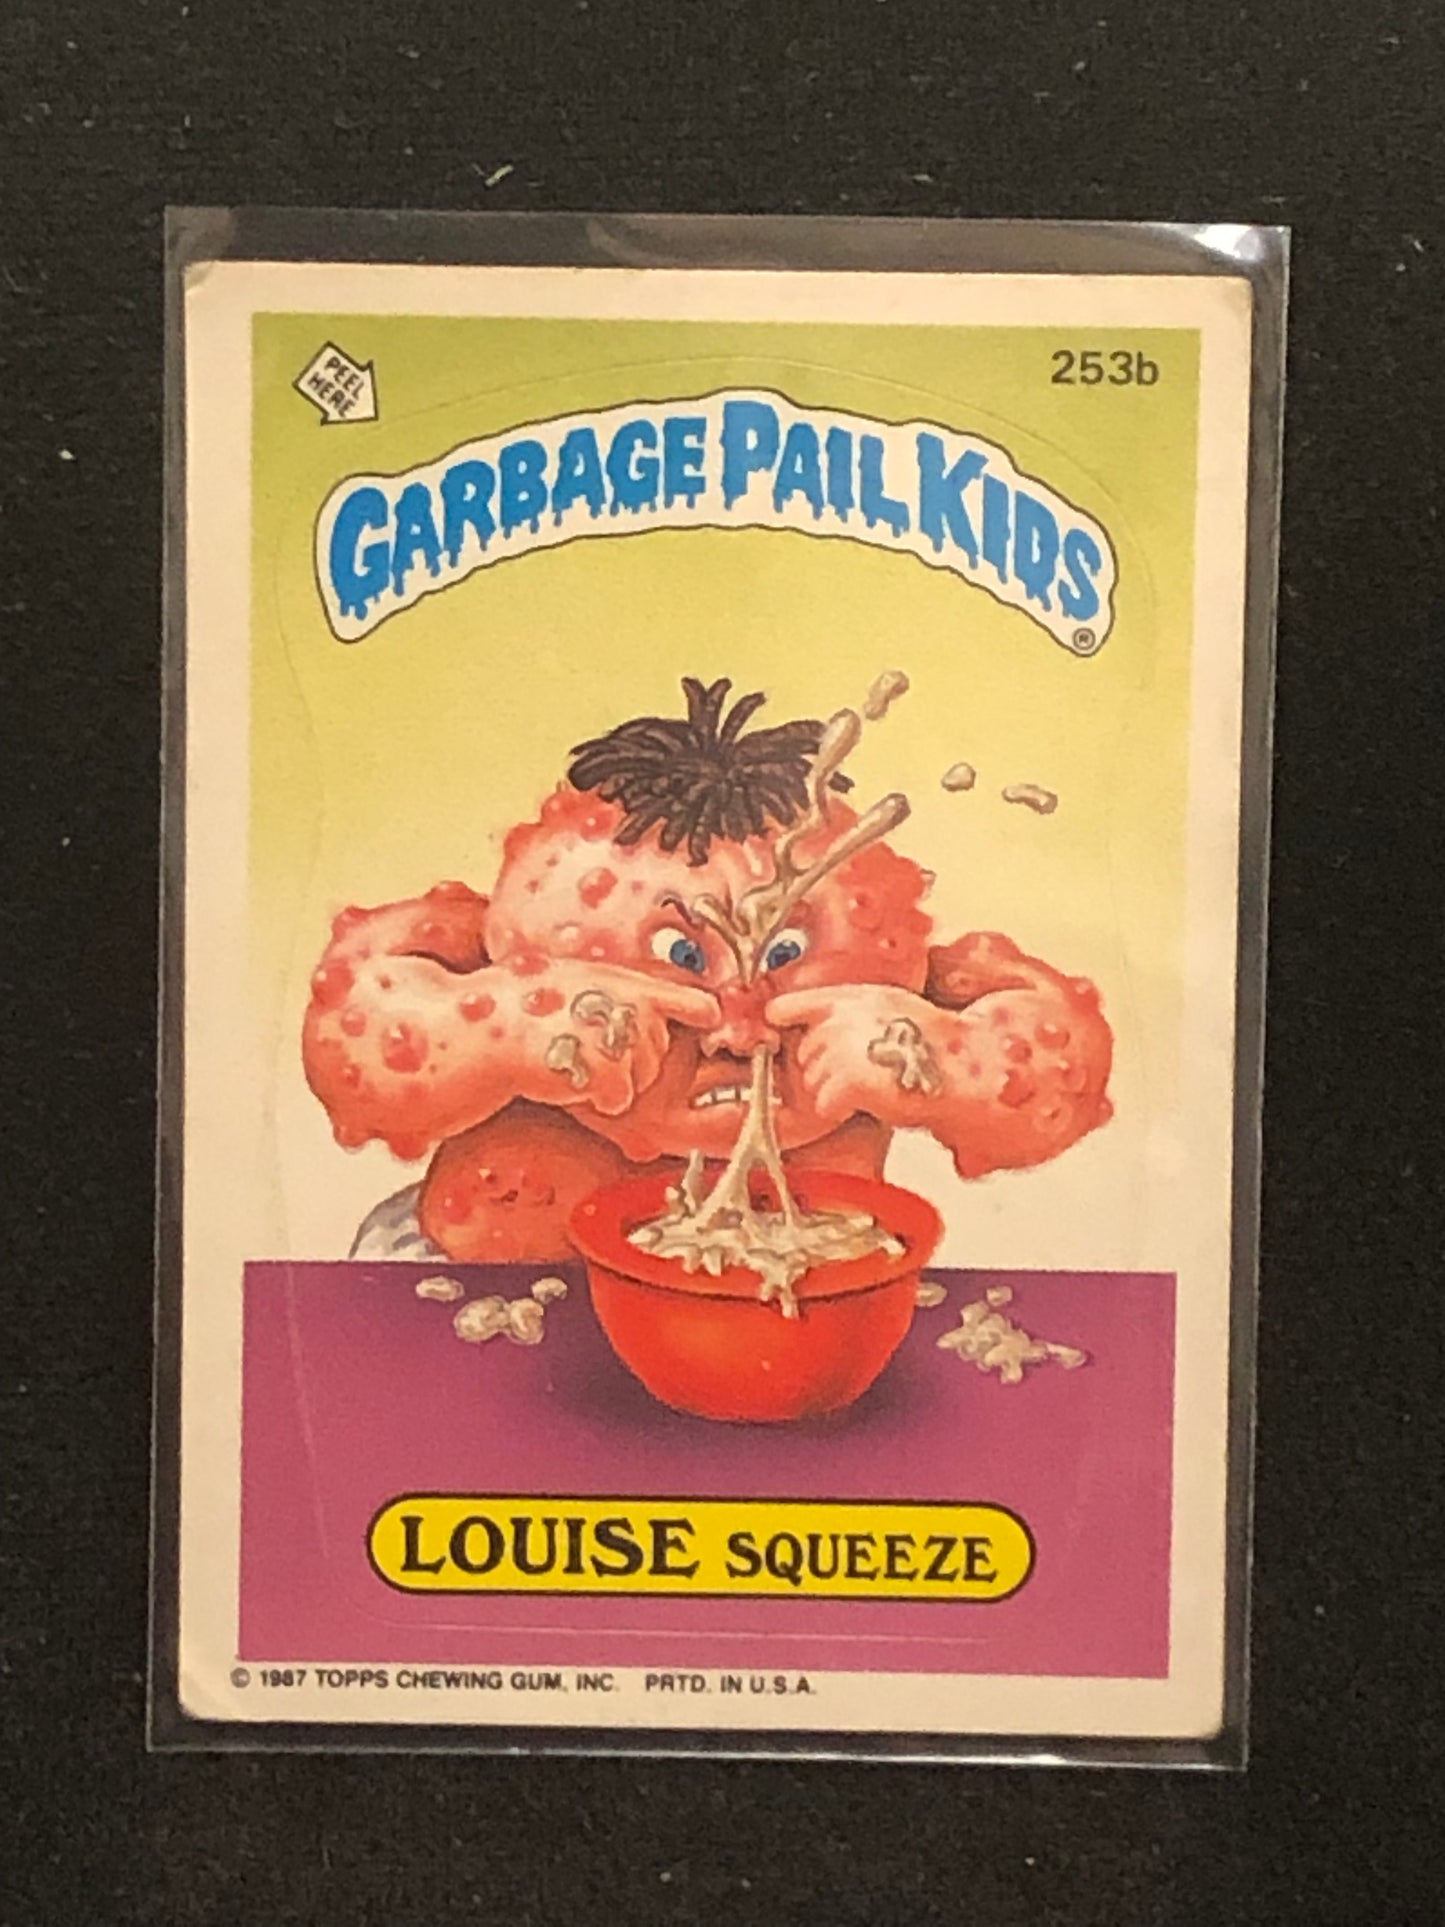 PEEL
HERE
253b
GARBAGE PAIL KIDS
®
LOUISE SQUEEZE
© 1987 TOPPS CHEWING GUM, INC. PRTD. IN U.S.A.